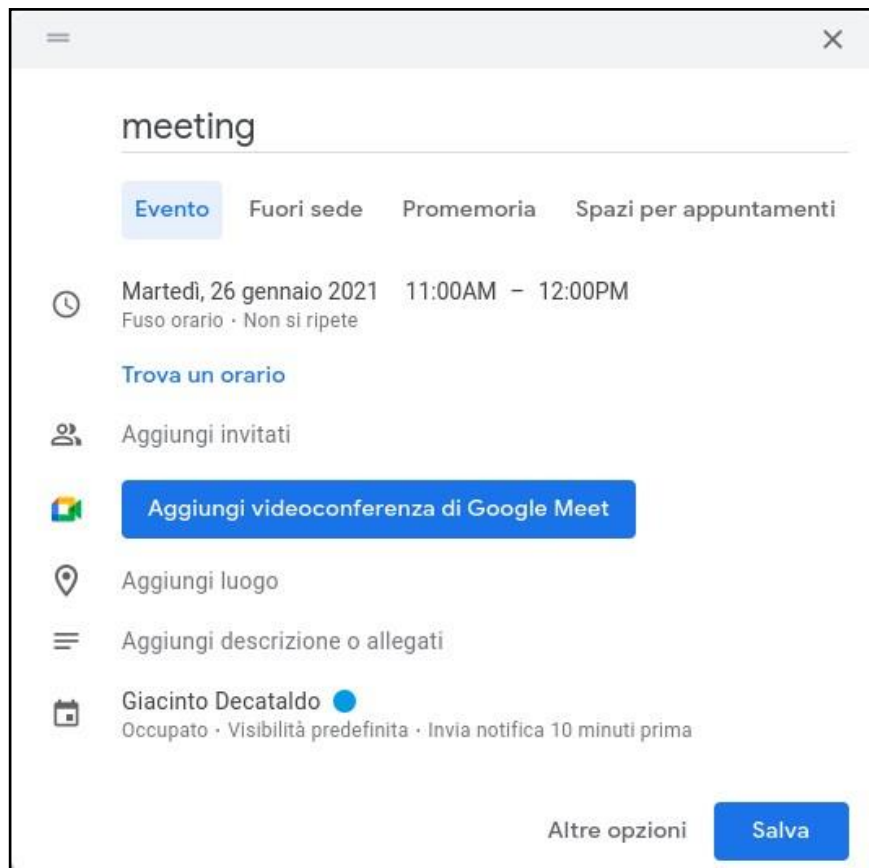 meeting
Evento Fuori sede Promemoria Spazi per appuntamenti
Martedì, 26 gennaio 2021 11:00AM – 12:00PM
Fuso orario · Non si ripete
Trova un orario
Aggiungi invitati
Aggiungi videoconferenza di Google Meet
Aggiungi luogo
Aggiungi descrizione o allegati
Giacinto Decataldo
Occupato · Visibilità predefinita · Invia notifica 10 minuti prima
Altre opzioni Salva